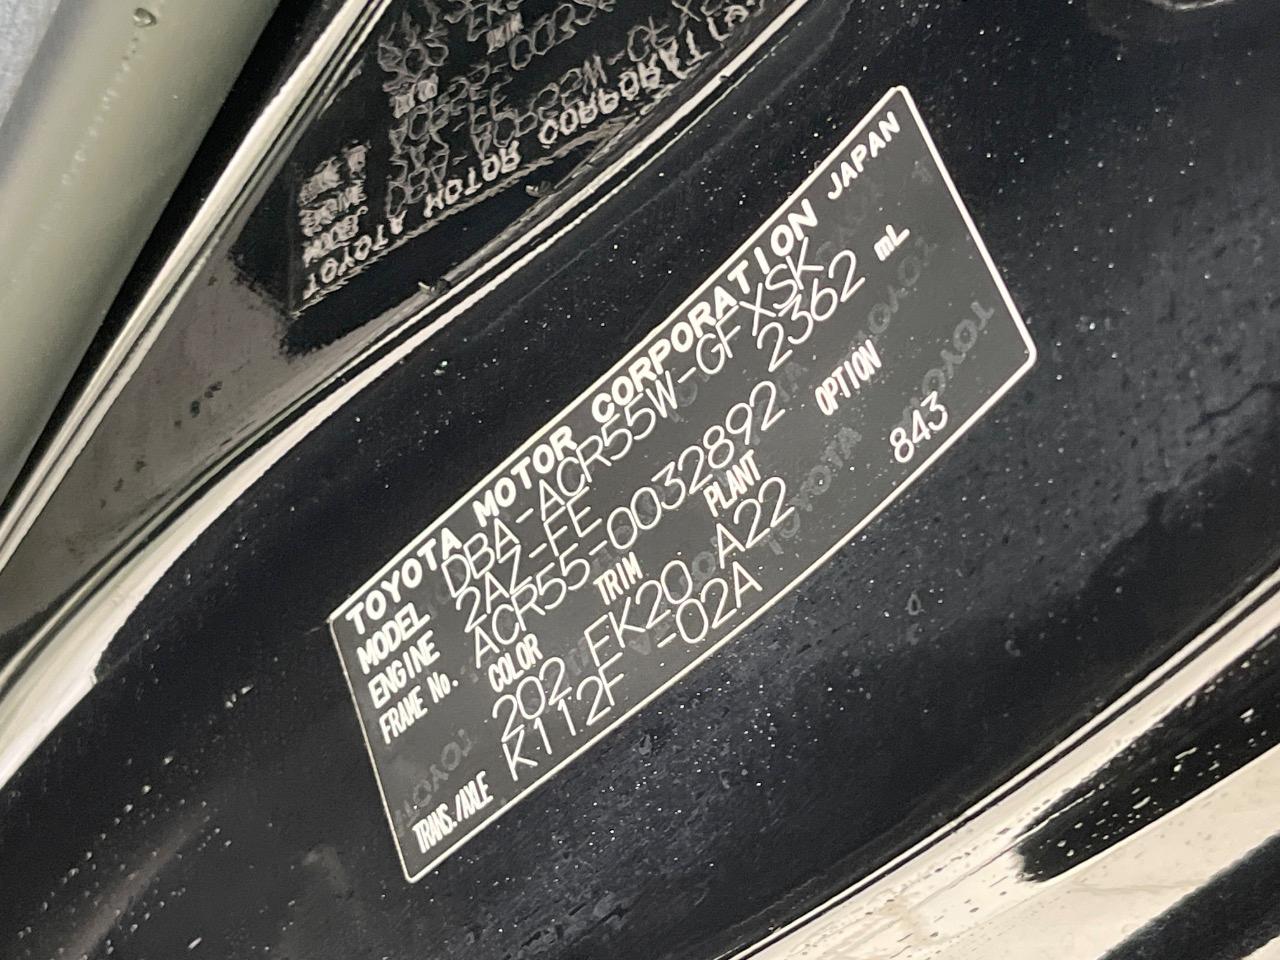 TOYOTA MOTOR CORPORATION JAPAN
MODEL DBA-ACR55W-GFXSK
ENGINE 2AZ-FE 2362 mL
FRAME No. ACR55-0032892
COLOR TRIM PLANT OPTION
202 FK20 A22 843
TRANS./AXLE K112F -02A